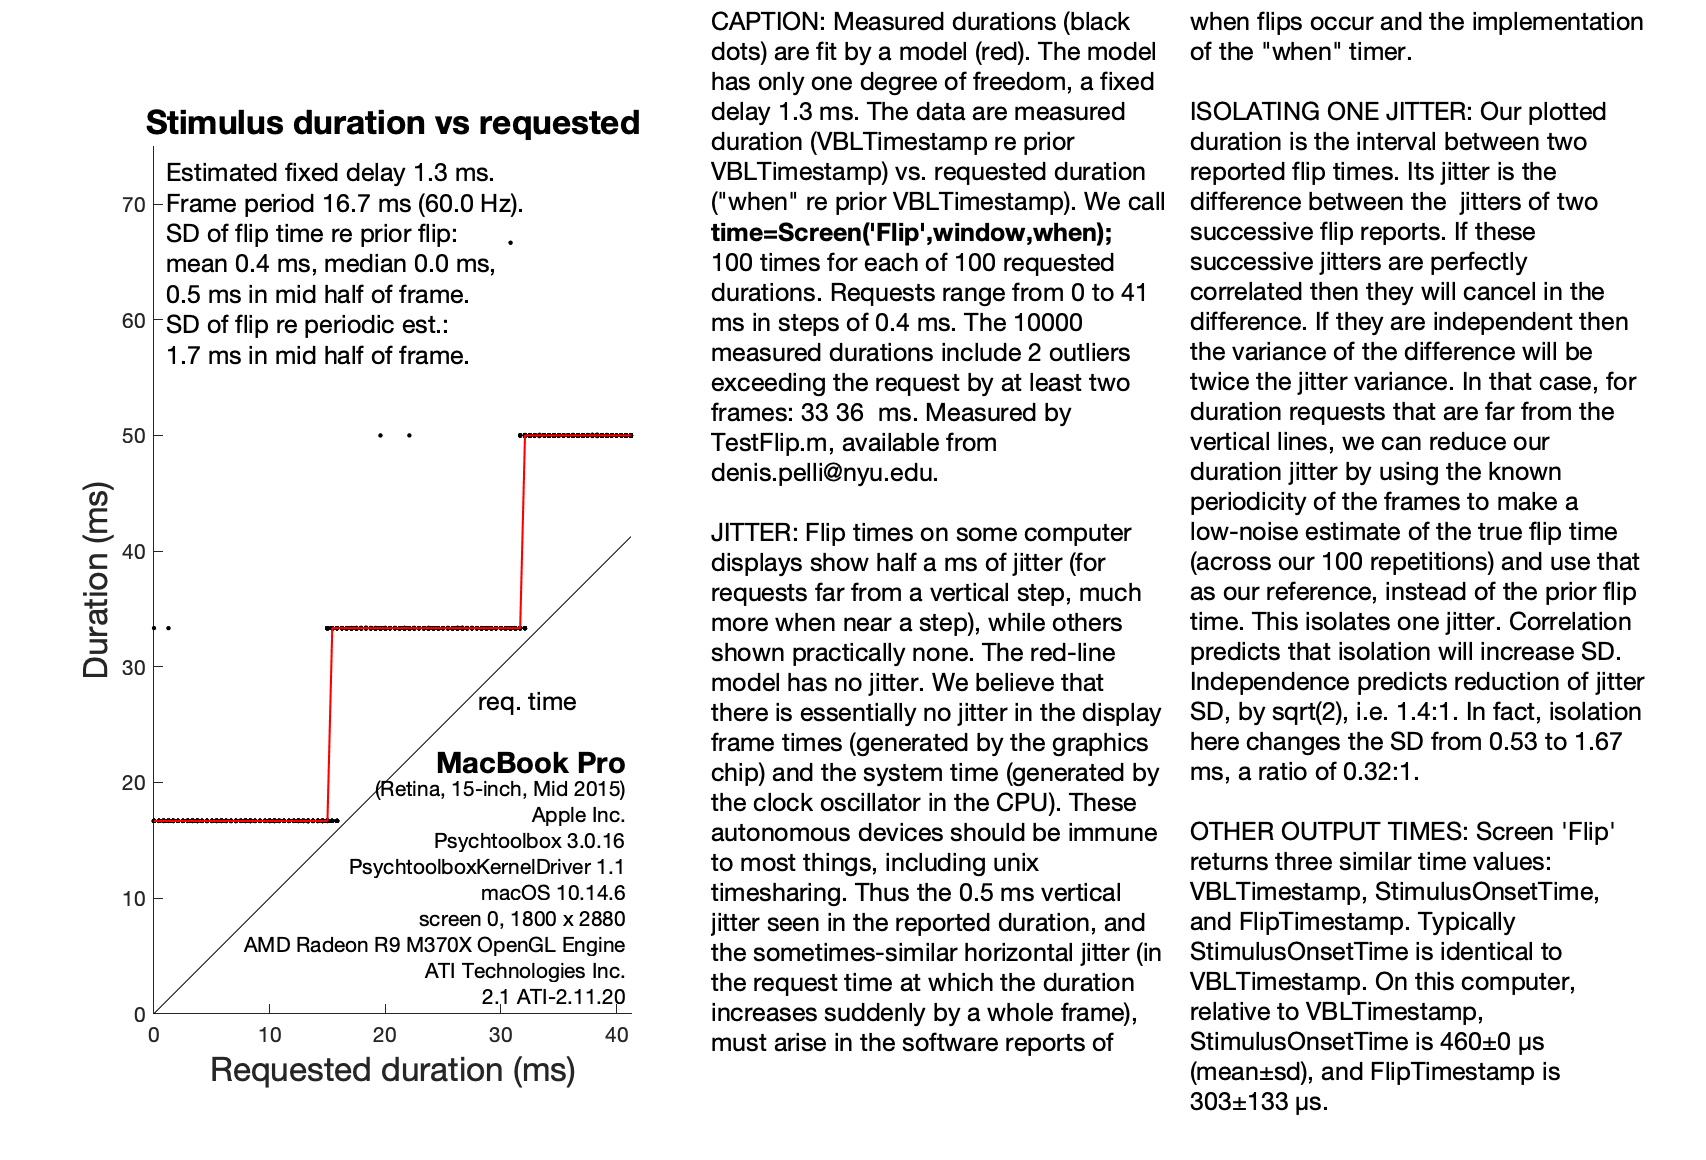 Stimulus duration vs requested
Estimated fixed delay 1.3 ms.
Frame period 16.7 ms (60.0 Hz).
SD of flip time re prior flip:
mean 0.4 ms, median 0.0 ms,
0.5 ms in mid half of frame.
SD of flip re periodic est.:
1.7 ms in mid half of frame.
70
60
50
40
30
20
10
0
Duration (ms)
req. time
MacBook Pro
(Retina, 15-inch, Mid 2015)
Apple Inc.
Psychtoolbox 3.0.16
PsychtoolboxKernelDriver 1.1
macOS 10.14.6
screen 0, 1800 x 2880
AMD Radeon R9 M370X OpenGL Engine
ATI Technologies Inc.
2.1 ATI-2.11.20
0 10 20 30 40
Requested duration (ms)
CAPTION: Measured durations (black
dots) are fit by a model (red). The model
has only one degree of freedom, a fixed
delay 1.3 ms. The data are measured
duration (VBLTimestamp re prior
VBLTimestamp) vs. requested duration
("when" re prior VBLTimestamp). We call
time=Screen('Flip',window,when);
100 times for each of 100 requested
durations. Requests range from 0 to 41
ms in steps of 0.4 ms. The 10000
measured durations include 2 outliers
exceeding the request by at least two
frames: 33 36  ms. Measured by
TestFlip.m, available from
denis.pelli@nyu.edu.
JITTER: Flip times on some computer
displays show half a ms of jitter (for
requests far from a vertical step, much
more when near a step), while others
shown practically none. The red-line
model has no jitter. We believe that
there is essentially no jitter in the display
frame times (generated by the graphics
chip) and the system time (generated by
the clock oscillator in the CPU). These
autonomous devices should be immune
to most things, including unix
timesharing. Thus the 0.5 ms vertical
jitter seen in the reported duration, and
the sometimes-similar horizontal jitter (in
the request time at which the duration
increases suddenly by a whole frame),
must arise in the software reports of
when flips occur and the implementation
of the "when" timer.
ISOLATING ONE JITTER: Our plotted
duration is the interval between two
reported flip times. Its jitter is the
difference between the  jitters of two
successive flip reports. If these
successive jitters are perfectly
correlated then they will cancel in the
difference. If they are independent then
the variance of the difference will be
twice the jitter variance. In that case, for
duration requests that are far from the
vertical lines, we can reduce our
duration jitter by using the known
periodicity of the frames to make a
low-noise estimate of the true flip time
(across our 100 repetitions) and use that
as our reference, instead of the prior flip
time. This isolates one jitter. Correlation
predicts that isolation will increase SD.
Independence predicts reduction of jitter
SD, by sqrt(2), i.e. 1.4:1. In fact, isolation
here changes the SD from 0.53 to 1.67
ms, a ratio of 0.32:1.
OTHER OUTPUT TIMES: Screen 'Flip'
returns three similar time values:
VBLTimestamp, StimulusOnsetTime,
and FlipTimestamp. Typically
StimulusOnsetTime is identical to
VBLTimestamp. On this computer,
relative to VBLTimestamp,
StimulusOnsetTime is 460±0 µs
(mean±sd), and FlipTimestamp is
303±133 µs.